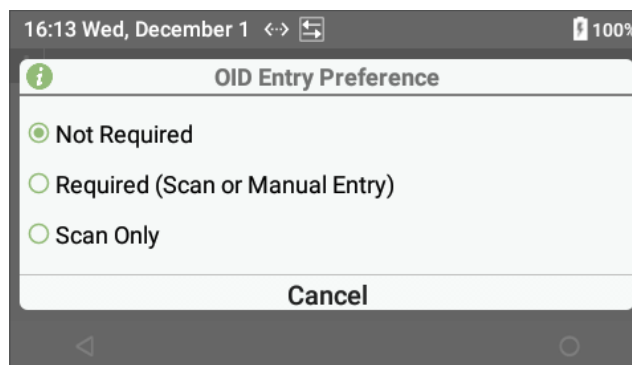 16:13 Wed, December 1 100%
OID Entry Preference
Not Required
Required (Scan or Manual Entry)
Scan Only
Cancel